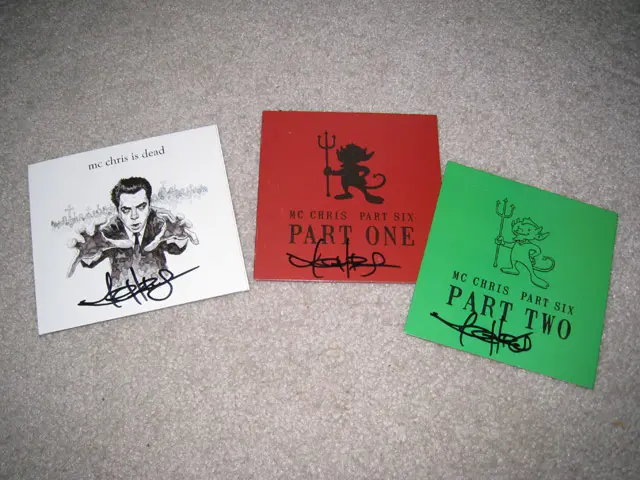 mc chris is dead
MC CHRIS PART SIX
PART ONE
MC CHRIS PART SIX
PART TWO